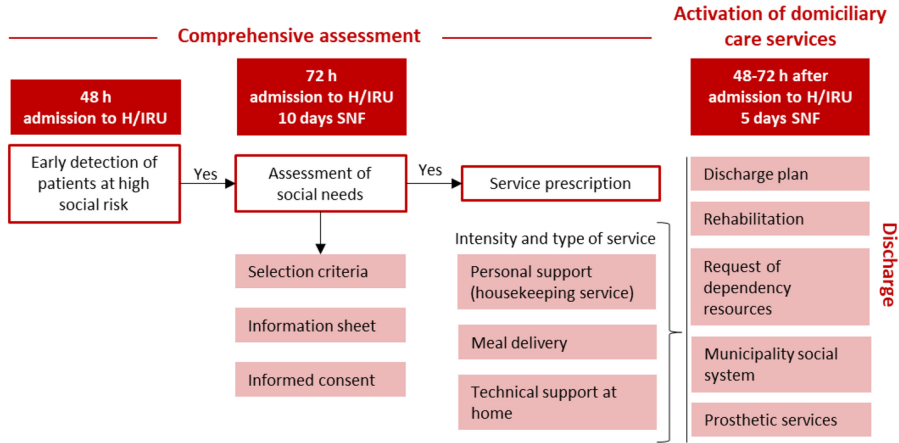 Comprehensive assessment
Activation of domiciliary
care services
48 h
admission to H/IRU
72 h
admission to H/IRU
10 days SNF
48-72 h after
admission to H/IRU
5 days SNF
Early detection of
patients at high
social risk
Yes
Assessment of
social needs
Yes
Service prescription
Selection criteria
Information sheet
Informed consent
Intensity and type of service
Personal support
(housekeeping service)
Meal delivery
Technical support at
home
Discharge plan
Rehabilitation
Request of
dependency
resources
Municipality social
system
Prosthetic services
Discharge